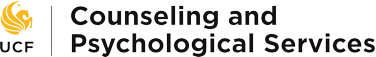 UCF
Counseling and
Psychological Services